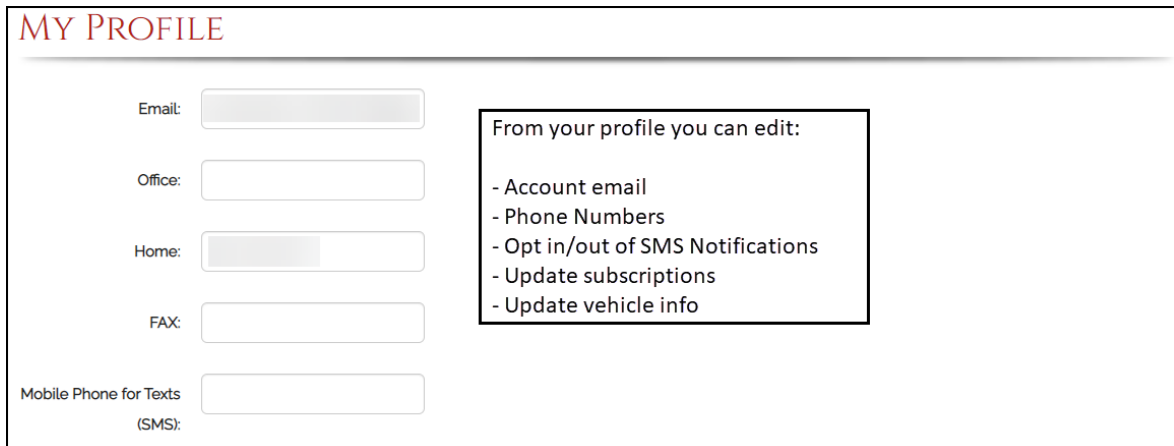 MY PROFILE
Email:
Office:
Home:
FAX:
Mobile Phone for Texts
(SMS):
From your profile you can edit:
- Account email
- Phone Numbers
- Opt in/out of SMS Notifications
- Update subscriptions
- Update vehicle info